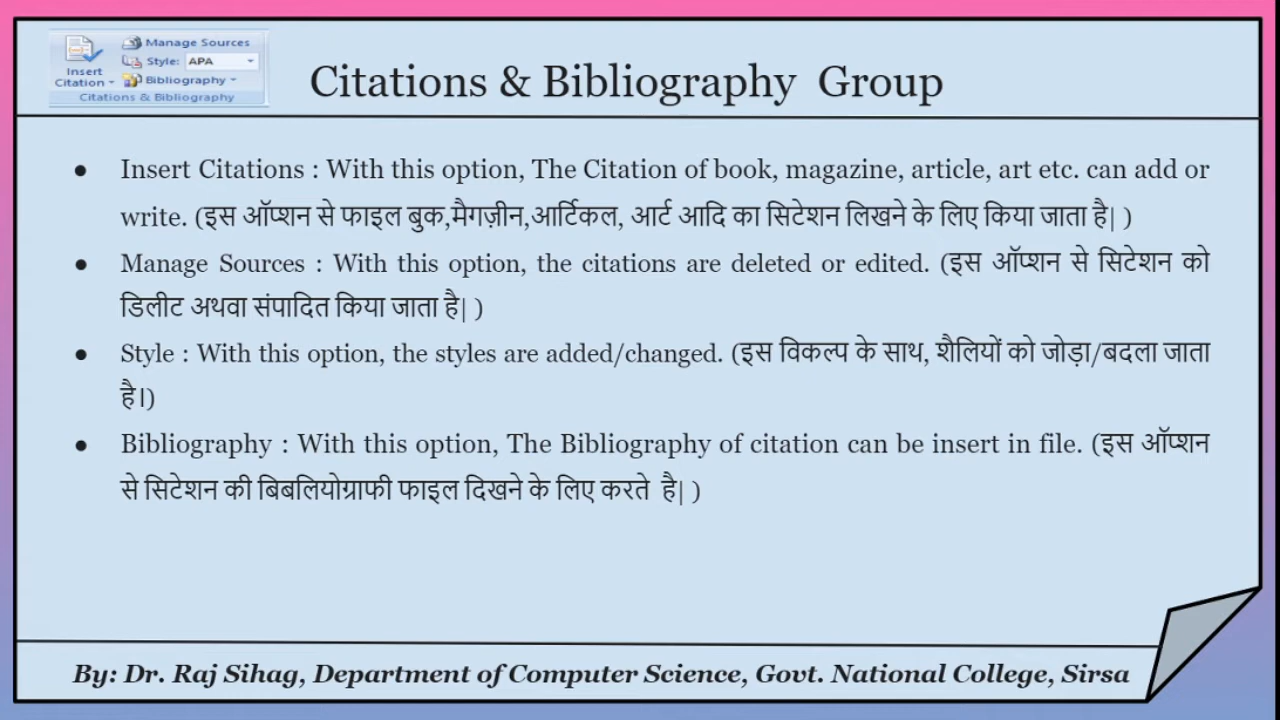 Insert
Citation
Manage Sources
Style: APA
Bibliography
Citations & Bibliography
Citations & Bibliography Group
● Insert Citations : With this option, The Citation of book, magazine, article, art etc. can add or
write. (इस ऑप्शन से फाइल बुक,मैगज़ीन,आर्टिकल, आर्ट आदि का सिटेशन लिखने के लिए किया जाता है| )
● Manage Sources : With this option, the citations are deleted or edited. (इस ऑप्शन से सिटेशन को
डिलीट अथवा संपादित किया जाता है| )
● Style : With this option, the styles are added/changed. (इस विकल्प के साथ, शैलियों को जोड़ा/बदला जाता
है।)
● Bibliography : With this option, The Bibliography of citation can be insert in file. (इस ऑप्शन
से सिटेशन की बिबलियोग्राफी फाइल दिखने के लिए करते है| )
By: Dr. Raj Sihag, Department of Computer Science, Govt. National College, Sirsa